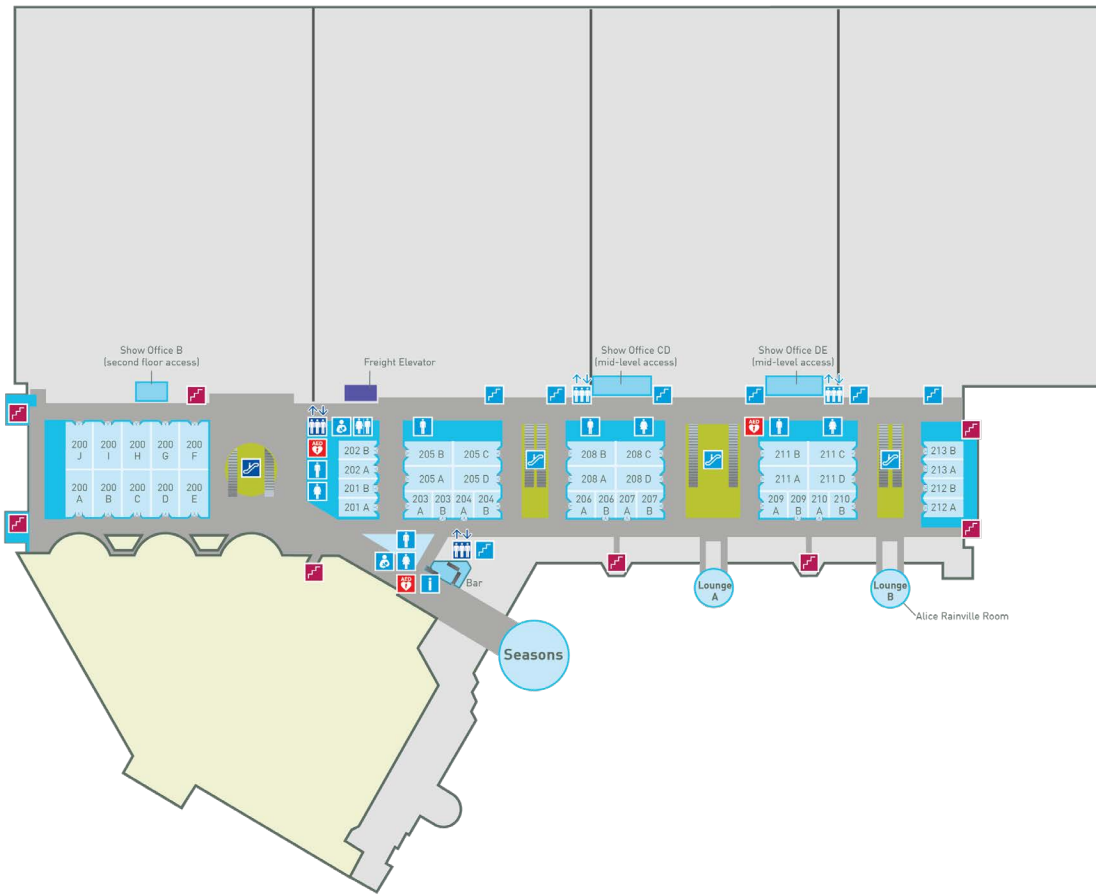 Show Office B
(second floor access)
Freight Elevator
Show Office CD
(mid-level access)
Show Office DE
(mid-level access)
200 J
200 I
200 H
200 G
200 F
200 A
200 B
200 C
200 D
200 E
AED
202 B
202 A
201 B
201 A
205 B
205 C
205 A
205 D
203 A
203 B
204 A
204 B
208 B
208 C
208 A
208 D
206 A
206 B
207 A
207 B
AED
211 B
211 C
211 A
211 D
209 A
209 B
210 A
210 B
213 B
213 A
212 B
212 A
AED
i
Bar
Lounge
A
Lounge
B
Alice Rainville Room
Seasons